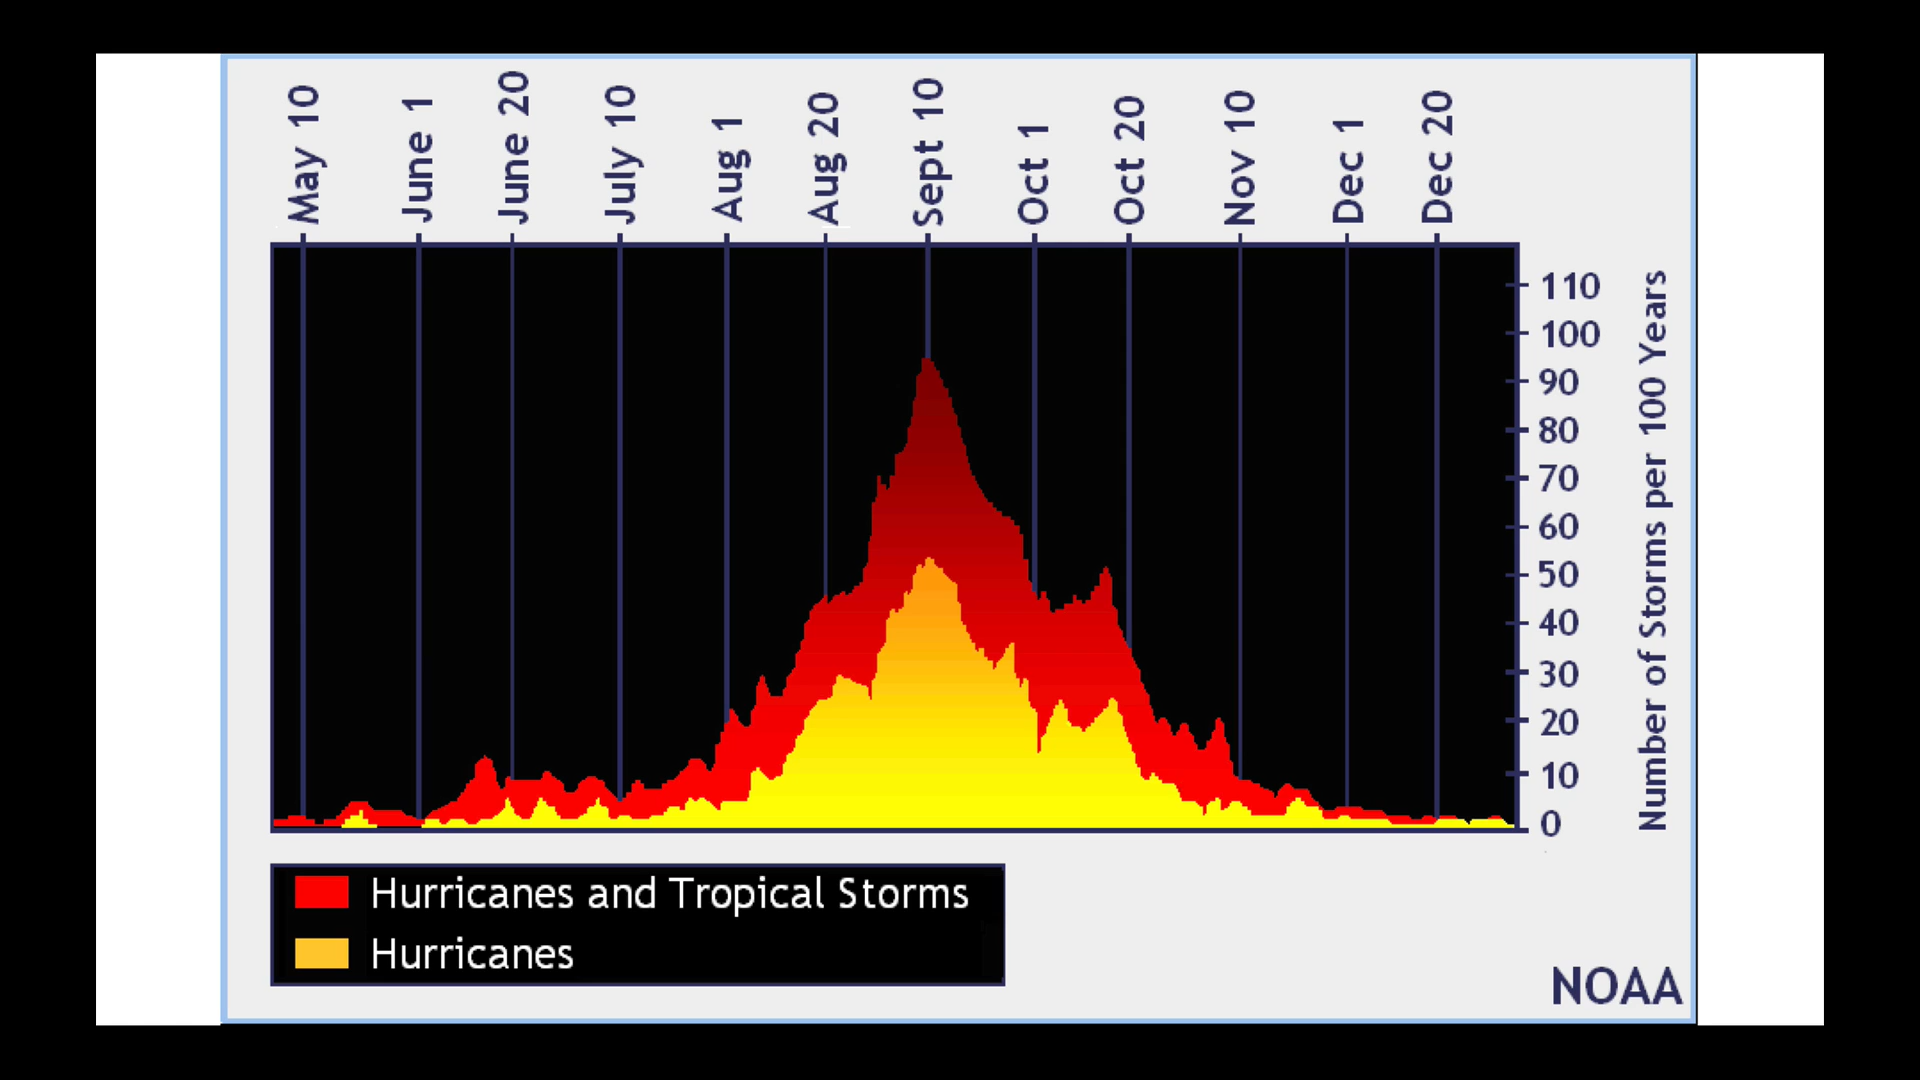 May 10
June 1
June 20
July 10
Aug 1
Aug 20
Sept 10
Oct 1
Oct 20
Nov 10
Dec 1
Dec 20
110
100
90
80
70
60
50
40
30
20
10
0
Number of Storms per 100 Years
Hurricanes and Tropical Storms
Hurricanes
NOAA